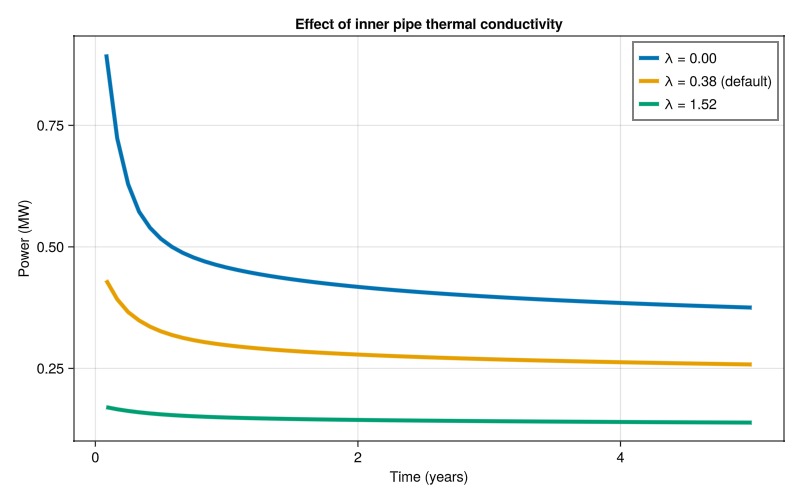 Effect of inner pipe thermal conductivity
λ = 0.00
λ = 0.38 (default)
λ = 1.52
Power (MW)
0.75
0.50
0.25
0
2
4
Time (years)